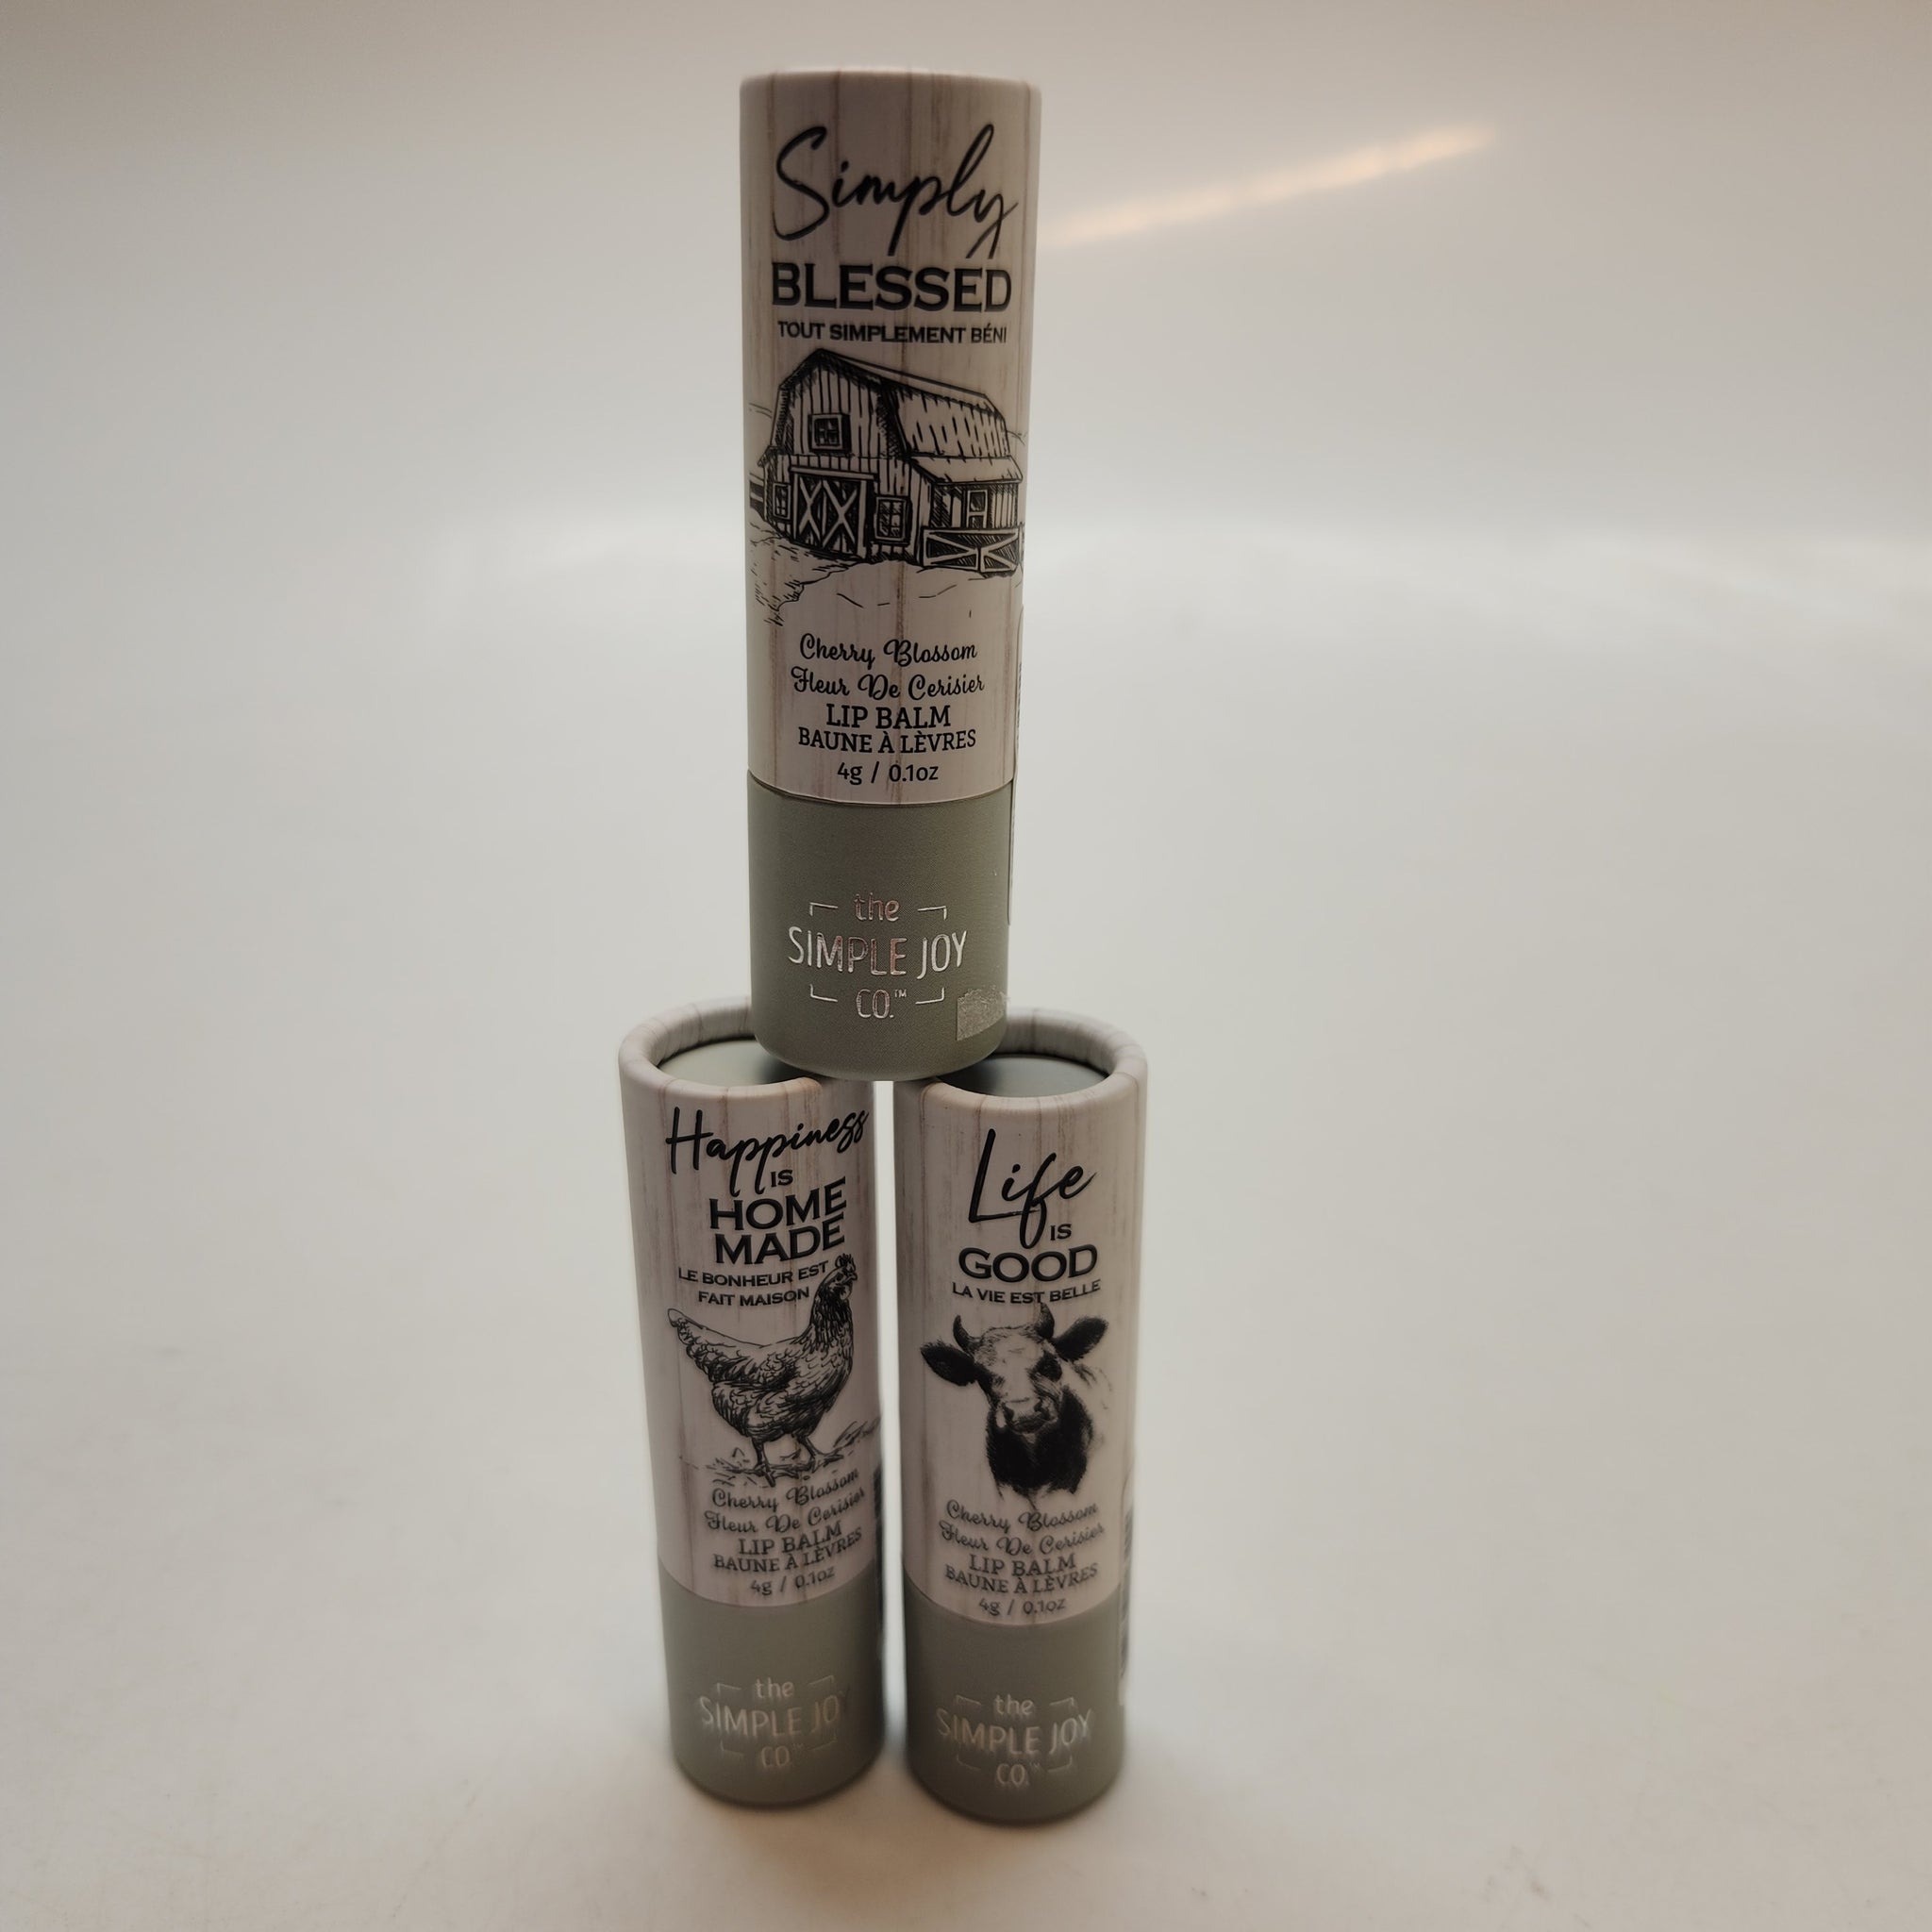 Simply
BLESSED
TOUT SIMPLEMENT BÉNI
Cherry Blossom
Fleur De Cerisier
LIP BALM
BAUNE À LÈVRES
4g / 0.1oz
the
SIMPLE JOY
CO.™
Happiness
IS
HOME
MADE
LE BONHEUR EST
FAIT MAISON
Cherry Blossom
Fleur De Cerisier
LIP BALM
BAUNE À LÈVRES
4g / 0.1oz
the
SIMPLE JOY
CO.™
Life
IS
GOOD
LA VIE EST BELLE
Cherry Blossom
Fleur De Cerisier
LIP BALM
BAUNE À LÈVRES
4g / 0.1oz
the
SIMPLE JOY
CO.™